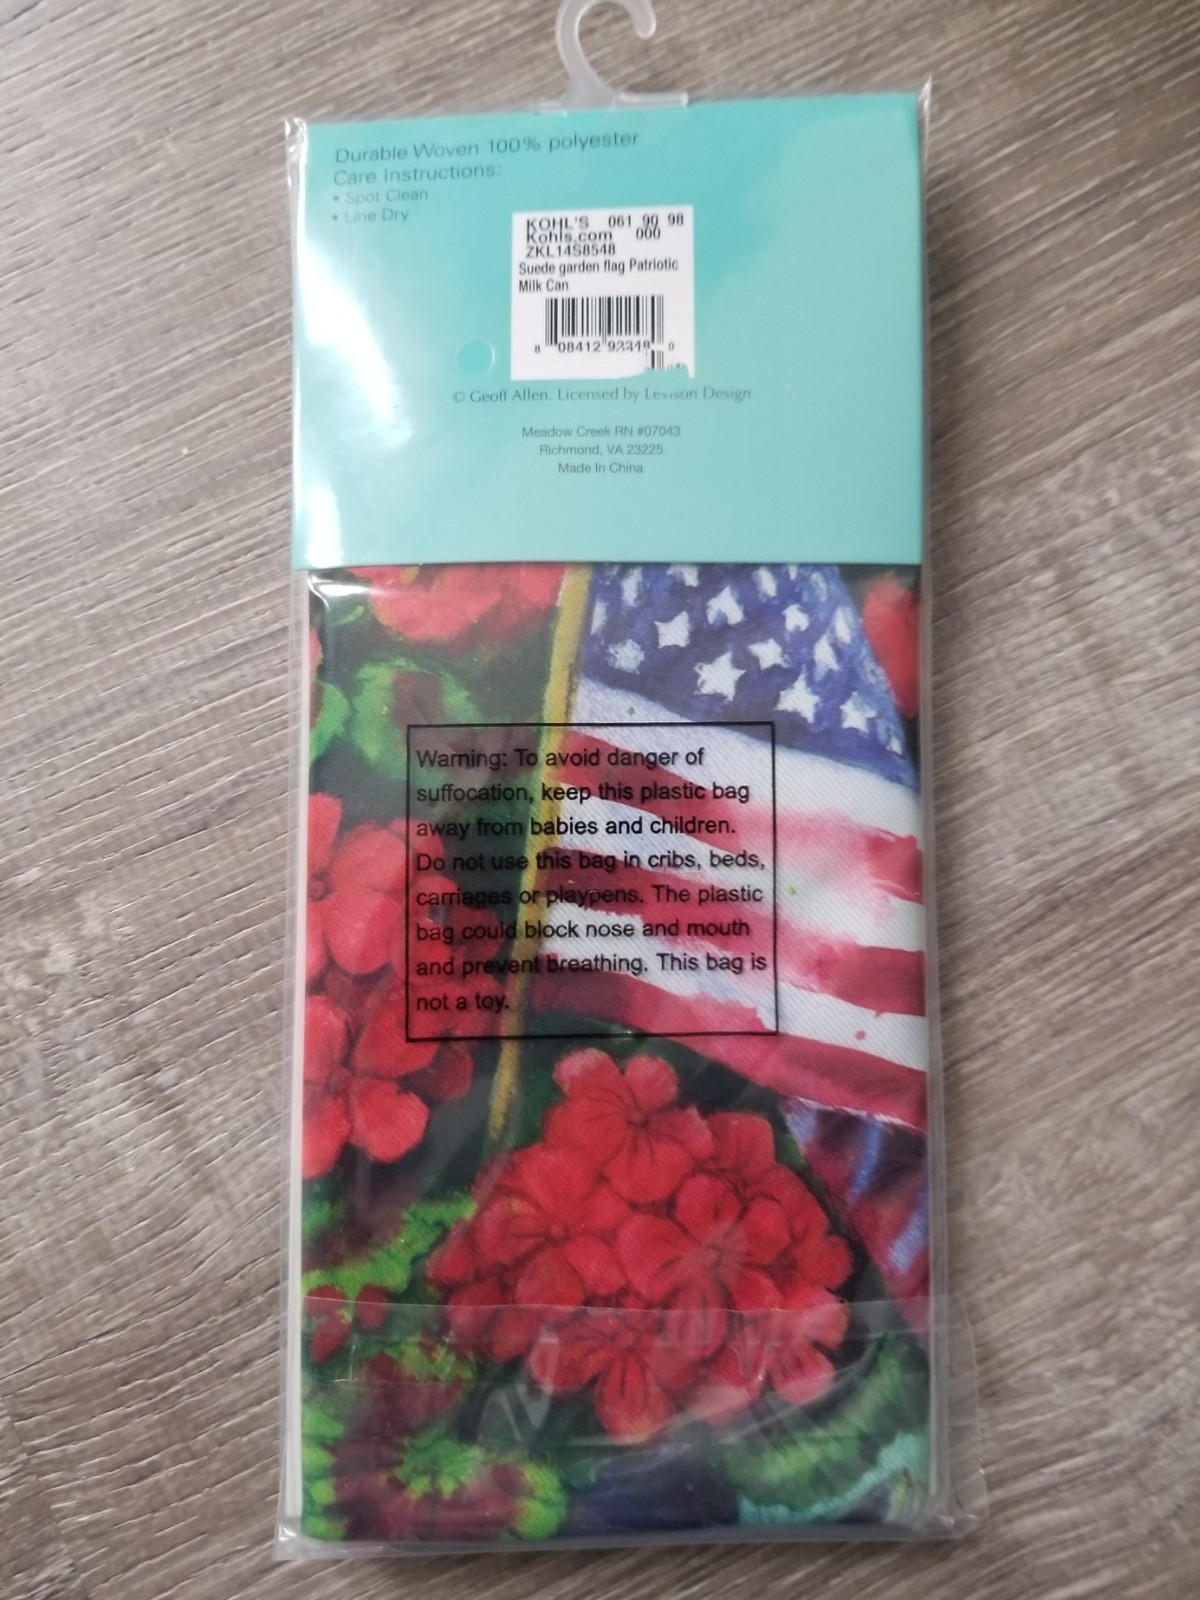 Durable Woven 100% polyester
Care Instructions:
• Spot Clean
• Line Dry
KOHL'S 061 90 98
Kohls.com 000
ZKL14S8548
Suede garden flag Patriotic
Milk Can
8 08412 0
© Geoff Allen. Licensed by Levison Design
Meadow Creek RN #07043
Richmond, VA 23225
Made In China
Warning: To avoid danger of
suffocation, keep this plastic bag
away from babies and children.
Do not use this bag in cribs, beds,
carriages or playpens. The plastic
bag could block nose and mouth
and prevent breathing. This bag is
not a toy.